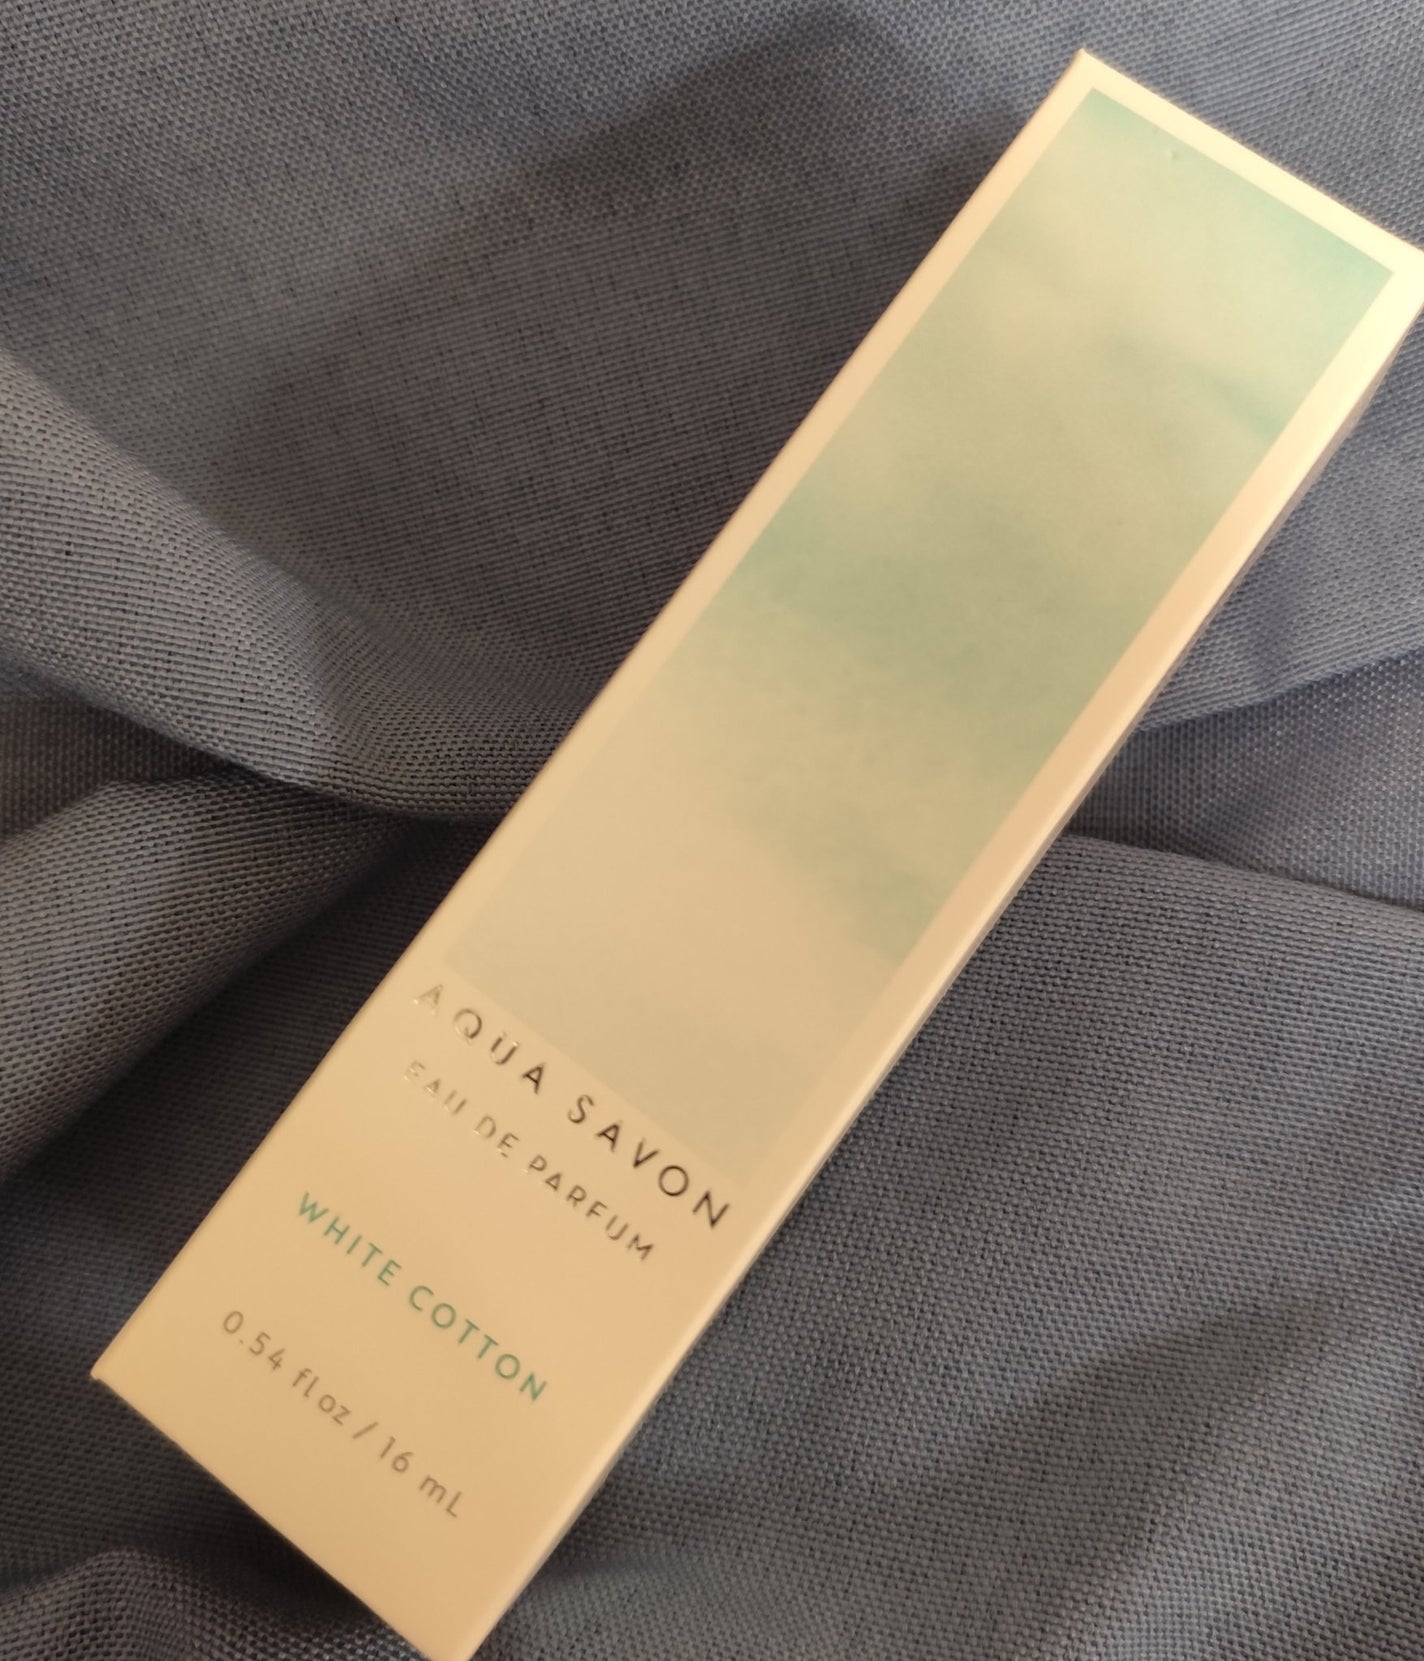 AQUA SAVON
EAU DE PARFUM
WHITE COTTON
0.54 fl oz / 16 mL